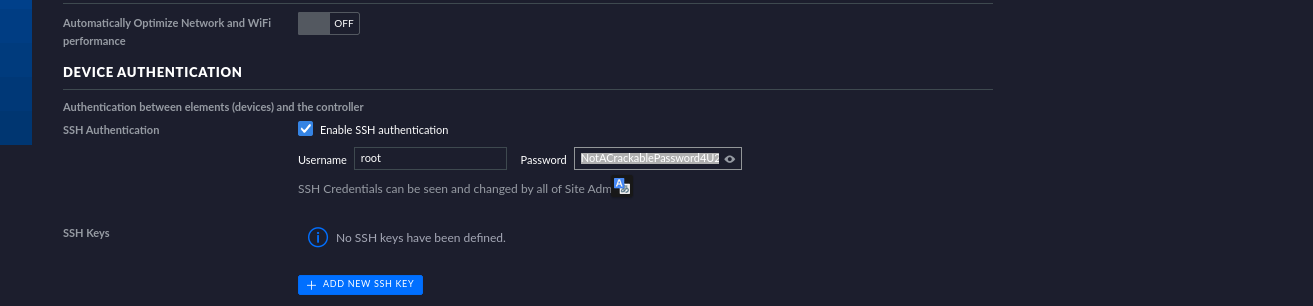 Automatically Optimize Network and WiFi
performance
OFF
DEVICE AUTHENTICATION
Authentication between elements (devices) and the controller
SSH Authentication
Enable SSH authentication
Username root Password NotACrackablePassword4U2
SSH Credentials can be seen and changed by all of Site Adm
A
SSH Keys
No SSH keys have been defined.
+ ADD NEW SSH KEY